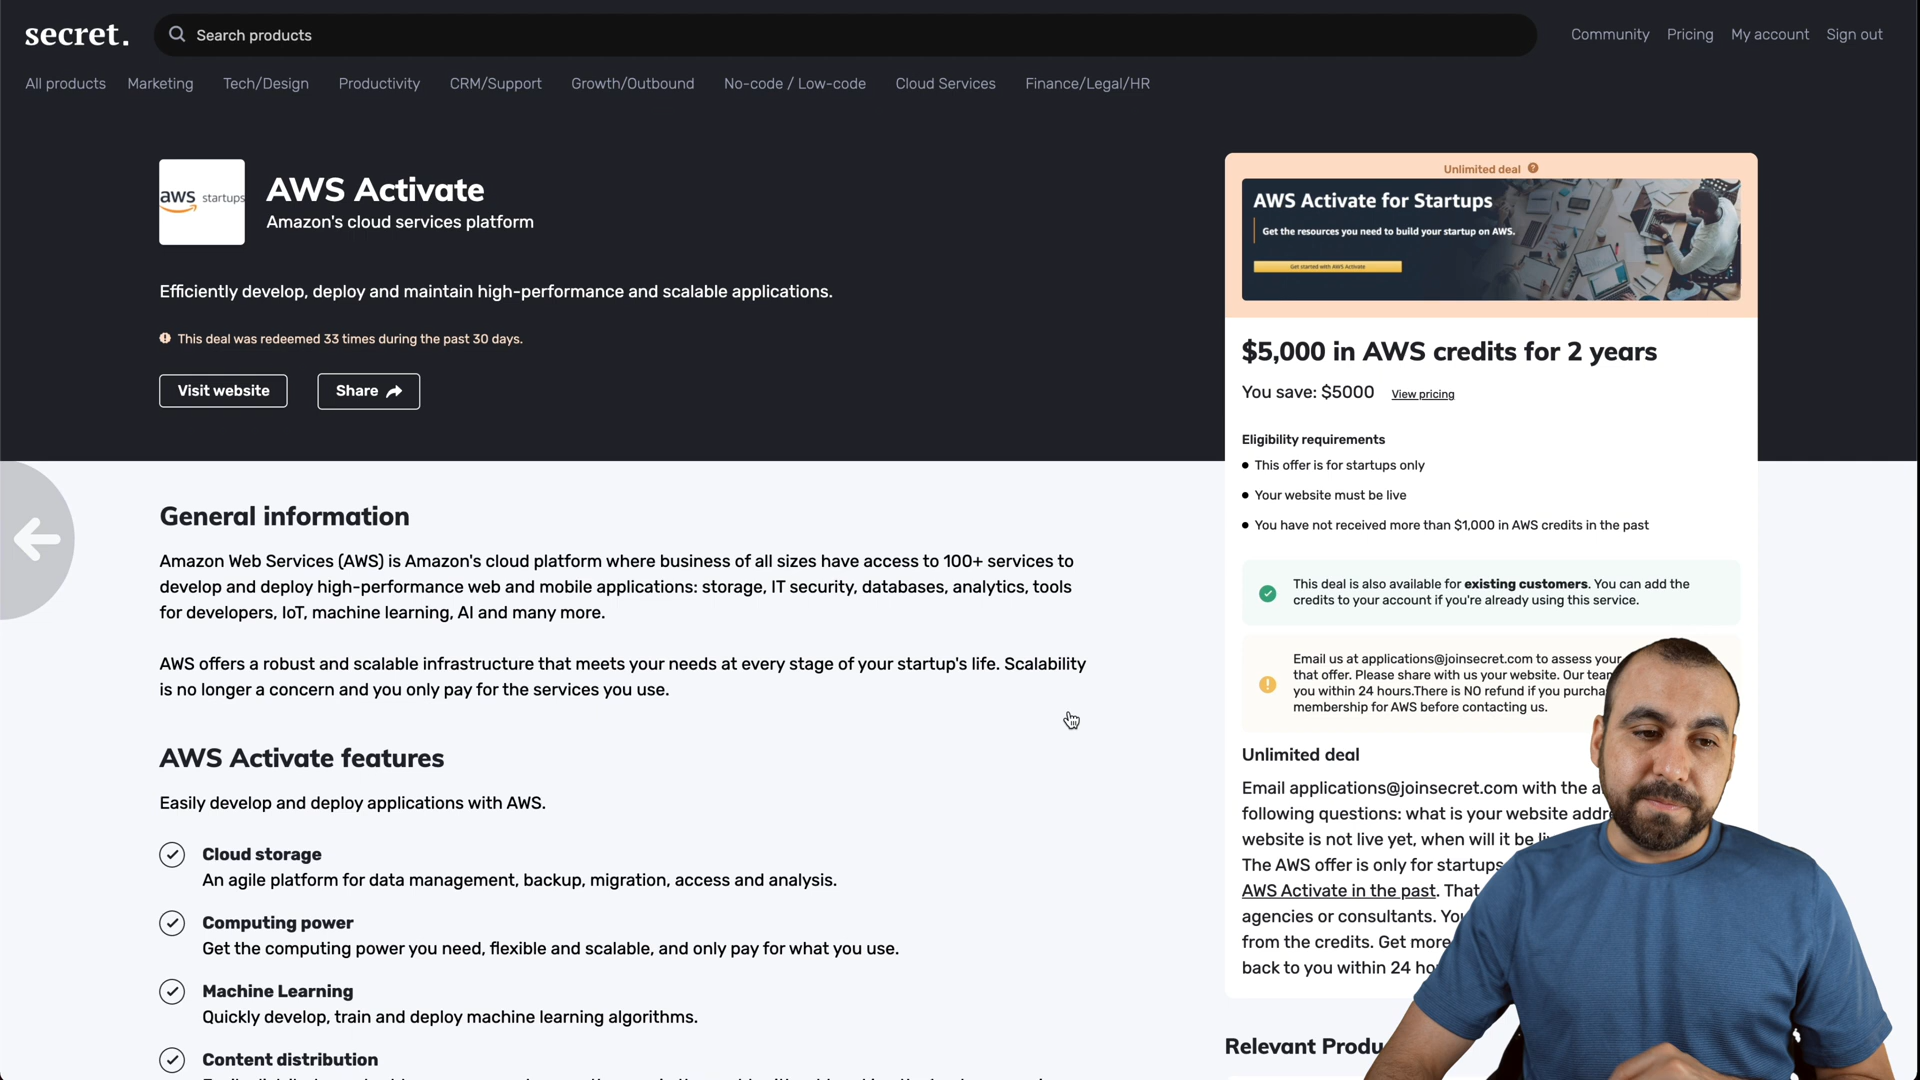 secret.
Search products
Community Pricing My account Sign out
All products Marketing Tech/Design Productivity CRM/Support Growth/Outbound No-code / Low-code Cloud Services Finance/Legal/HR
aws startups
AWS Activate
Amazon's cloud services platform
Efficiently develop, deploy and maintain high-performance and scalable applications.
This deal was redeemed 33 times during the past 30 days.
Visit website
Share
Unlimited deal
AWS Activate for Startups
Get the resources you need to build your startup on AWS.
Get started with AWS Activate
$5,000 in AWS credits for 2 years
You save: $5000 View pricing
Eligibility requirements
This offer is for startups only
Your website must be live
You have not received more than $1,000 in AWS credits in the past
This deal is also available for existing customers. You can add the
credits to your account if you're already using this service.
Email us at applications@joinsecret.com to assess your
that offer. Please share with us your website. Our team
you within 24 hours.There is NO refund if you
membership for AWS before contacting us.
Unlimited deal
Email applications@joinsecret.com with the
following questions: what is your website
website is not live yet, when will it be
The AWS offer is only for startups
AWS Activate in the past. That
agencies or consultants. You
from the credits. Get more
back to you within 24
Relevant
General information
Amazon Web Services (AWS) is Amazon's cloud platform where business of all sizes have access to 100+ services to
develop and deploy high-performance web and mobile applications: storage, IT security, databases, analytics, tools
for developers, IoT, machine learning, AI and many more.
AWS offers a robust and scalable infrastructure that meets your needs at every stage of your startup's life. Scalability
is no longer a concern and you only pay for the services you use.
AWS Activate features
Easily develop and deploy applications with AWS.
Cloud storage
An agile platform for data management, backup, migration, access and analysis.
Computing power
Get the computing power you need, flexible and scalable, and only pay for what you use.
Machine Learning
Quickly develop, train and deploy machine learning algorithms.
Content distribution